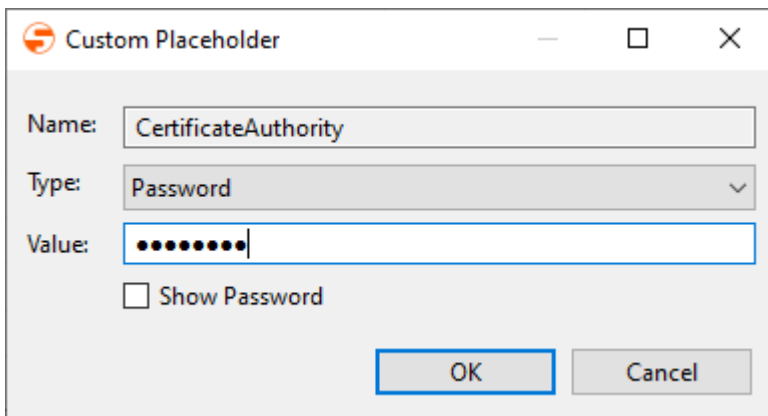 Custom Placeholder
Name: CertificateAuthority
Type: Password
Value: ●●●●●●●●
Show Password
OK Cancel